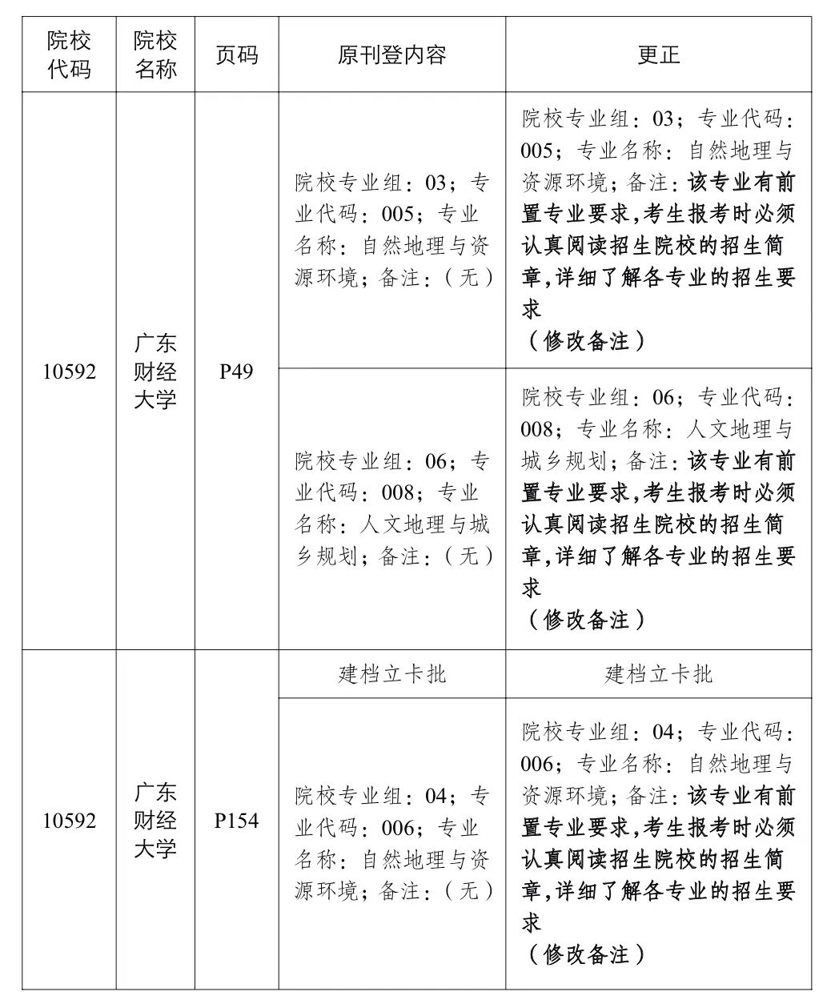 院校
代码
院校
名称
页码
原刊登内容
更正
10592
广东
财经
大学
P49
院校专业组：03；专
业代码：005；专业
名称：自然地理与资
源环境；备注：（无）
院校专业组：03；专业代码：
005；专业名称：自然地理与
资源环境；备注：该专业有前
置专业要求，考生报考时必须
认真阅读招生院校的招生简
章，详细了解各专业的招生要
求
（修改备注）
院校专业组：06；专
业代码：008；专业
名称：人文地理与城
乡规划；备注：（无）
院校专业组：06；专业代码：
008；专业名称：人文地理与
城乡规划；备注：该专业有前
置专业要求，考生报考时必须
认真阅读招生院校的招生简
章，详细了解各专业的招生要
求
（修改备注）
10592
广东
财经
大学
P154
建档立卡批
建档立卡批
院校专业组：04；专
业代码：006；专业
名称：自然地理与资
源环境；备注：（无）
院校专业组：04；专业代码：
006；专业名称：自然地理与
资源环境；备注：该专业有前
置专业要求，考生报考时必须
认真阅读招生院校的招生简
章，详细了解各专业的招生要
求
（修改备注）